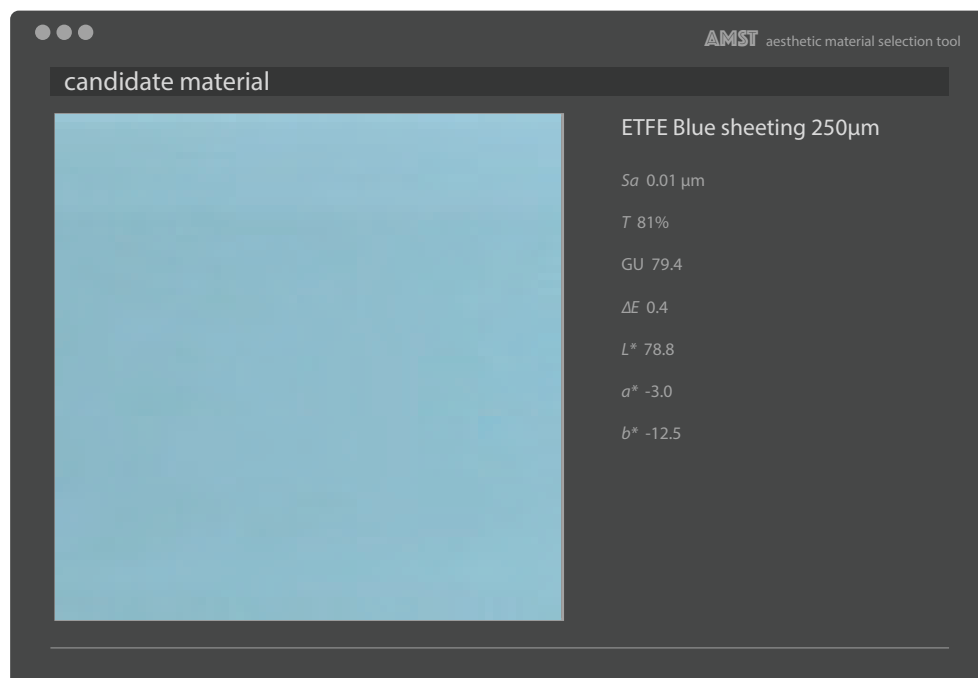 AMST aesthetic material selection tool
candidate material
ETFE Blue sheeting 250μm
Sa 0.01 μm
T 81%
GU 79.4
ΔE 0.4
L* 78.8
a* -3.0
b* -12.5